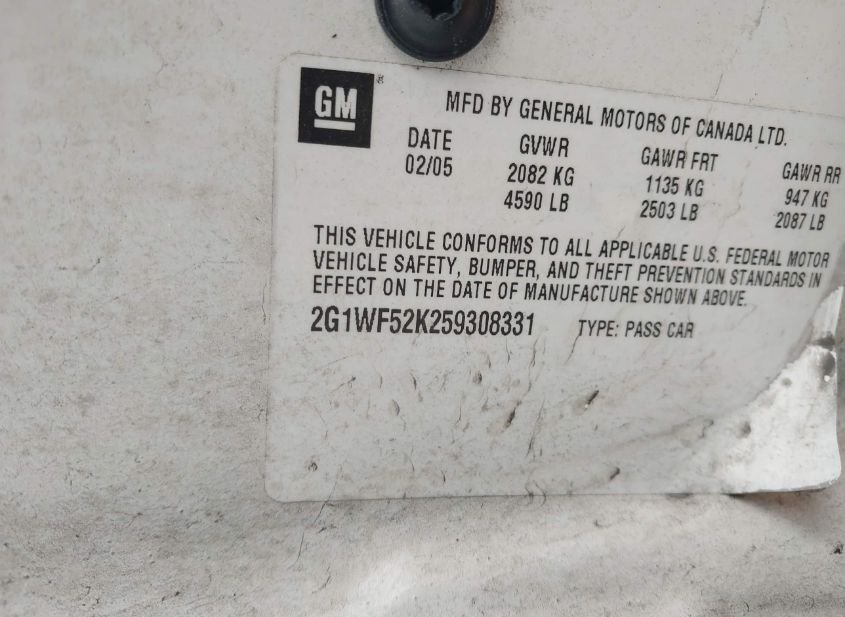 GM®
MFD BY GENERAL MOTORS OF CANADA LTD.
DATE GVWR GAWR FRT GAWR RR
02/05 2082 KG 1135 KG 947 KG
4590 LB 2503 LB 2087 LB
THIS VEHICLE CONFORMS TO ALL APPLICABLE U.S. FEDERAL MOTOR
VEHICLE SAFETY, BUMPER, AND THEFT PREVENTION STANDARDS IN
EFFECT ON THE DATE OF MANUFACTURE SHOWN ABOVE.
2G1WF52K259308331 TYPE: PASS CAR